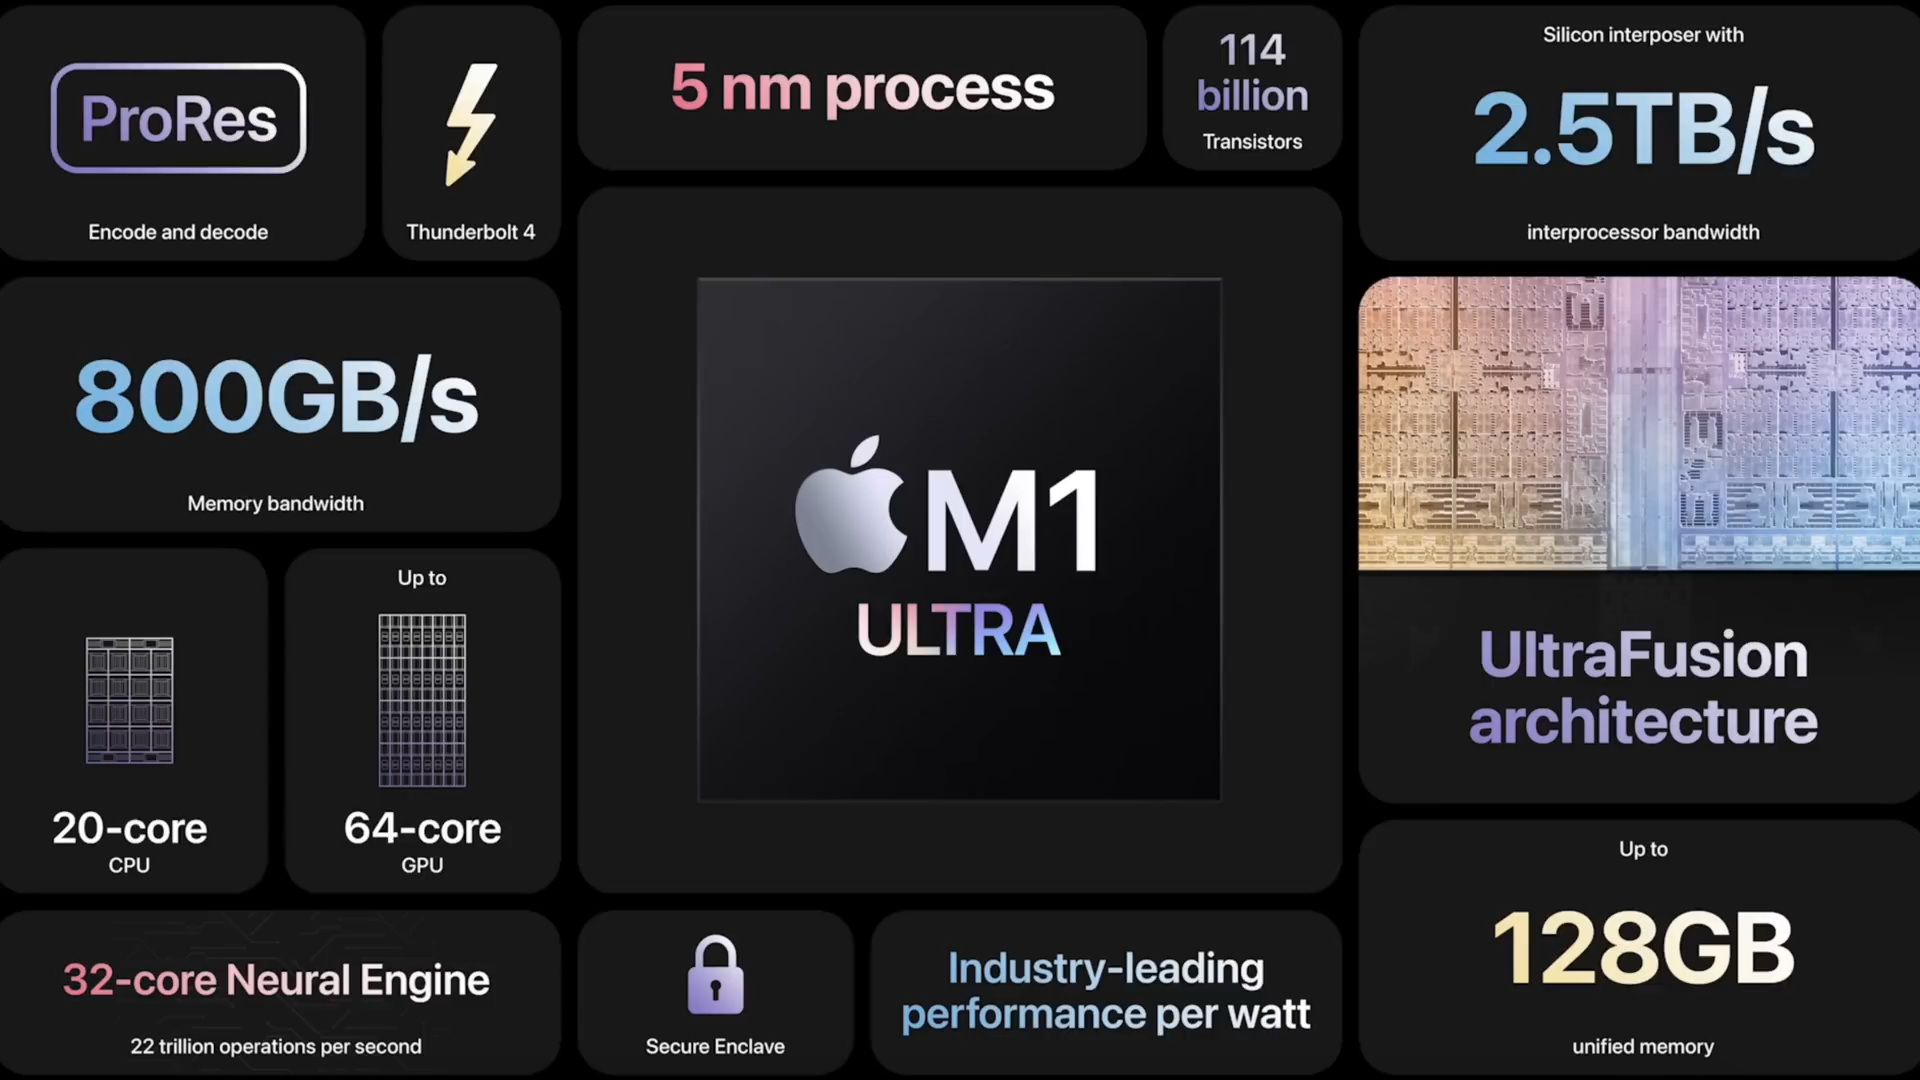 ProRes
Encode and decode
Thunderbolt 4
5 nm process
114
billion
Transistors
Silicon interposer with
2.5TB/s
interprocessor bandwidth
800GB/s
Memory bandwidth
M1
ULTRA
UltraFusion
architecture
20-core
CPU
Up to
64-core
GPU
Up to
128GB
unified memory
32-core Neural Engine
22 trillion operations per second
Secure Enclave
Industry-leading
performance per watt